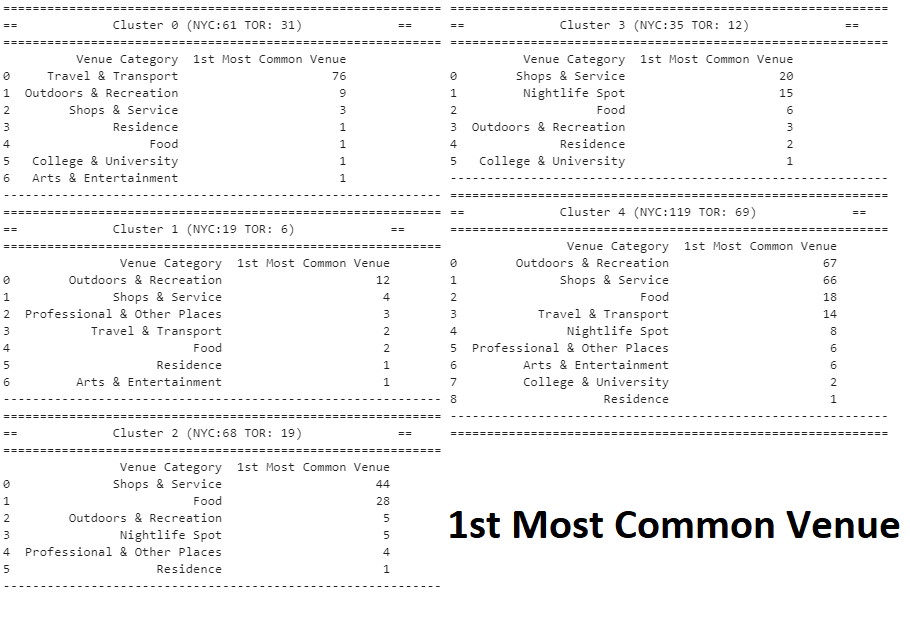 ============================================================
==             Cluster 0 (NYC:61 TOR: 31)             ==
============================================================
          Venue Category  1st Most Common Venue
0     Travel & Transport                     76
1  Outdoors & Recreation                      9
2        Shops & Service                      3
3              Residence                      1
4                   Food                      1
5   College & University                      1
6   Arts & Entertainment                      1
------------------------------------------------------------
============================================================
==             Cluster 1 (NYC:19 TOR: 6)             ==
============================================================
                Venue Category  1st Most Common Venue
0        Outdoors & Recreation                     12
1              Shops & Service                      4
2  Professional & Other Places                      3
3           Travel & Transport                      2
4                         Food                      2
5                    Residence                      1
6         Arts & Entertainment                      1
------------------------------------------------------------
============================================================
==             Cluster 2 (NYC:68 TOR: 19)             ==
============================================================
                Venue Category  1st Most Common Venue
0              Shops & Service                     44
1                         Food                     28
2        Outdoors & Recreation                      5
3               Nightlife Spot                      5
4  Professional & Other Places                      4
5                    Residence                      1
------------------------------------------------------------
============================================================
==             Cluster 3 (NYC:35 TOR: 12)             ==
============================================================
          Venue Category  1st Most Common Venue
0        Shops & Service                     20
1         Nightlife Spot                     15
2                   Food                      6
3  Outdoors & Recreation                      3
4              Residence                      2
5   College & University                      1
------------------------------------------------------------
============================================================
==             Cluster 4 (NYC:119 TOR: 69)             ==
============================================================
                Venue Category  1st Most Common Venue
0        Outdoors & Recreation                     67
1              Shops & Service                     66
2                         Food                     18
3           Travel & Transport                     14
4               Nightlife Spot                      8
5  Professional & Other Places                      6
6         Arts & Entertainment                      6
7         College & University                      2
8                    Residence                      1
------------------------------------------------------------
============================================================
1st Most Common Venue